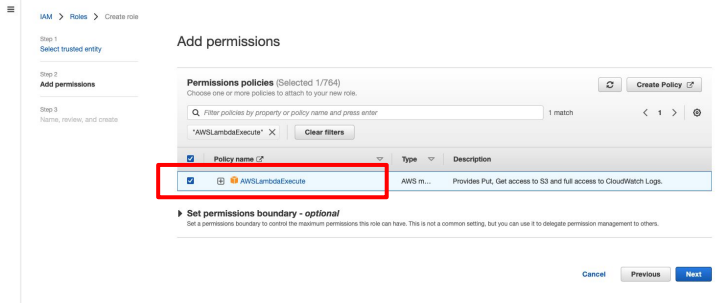 IAM > Roles > Create role
Step 1
Select trusted entity
Step 2
Add permissions
Step 3
Name, review, and create
Add permissions
Permissions policies (Selected 1/764)
Choose one or more policies to attach to your new role.
Create Policy
Filter policies by property or policy name and press enter
1 match
< 1 >
"AWSLambdaExecute" X
Clear filters
Policy name
Type
Description
AWSLambdaExecute
AWS m...
Provides Put, Get access to S3 and full access to CloudWatch Logs.
Set permissions boundary - optional
Set a permissions boundary to control the maximum permissions this role can have. This is not a common setting, but you can use it to delegate permission management to others.
Cancel
Previous
Next